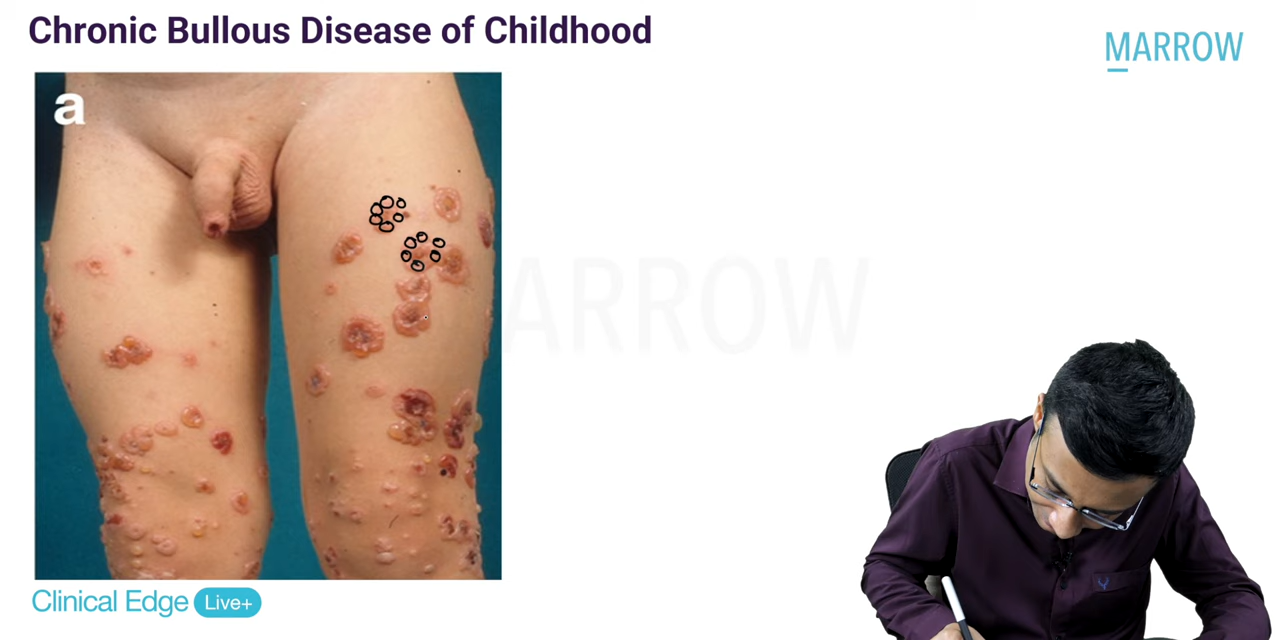 Chronic Bullous Disease of Childhood
MARROW
a
MARROW
Clinical Edge Live+